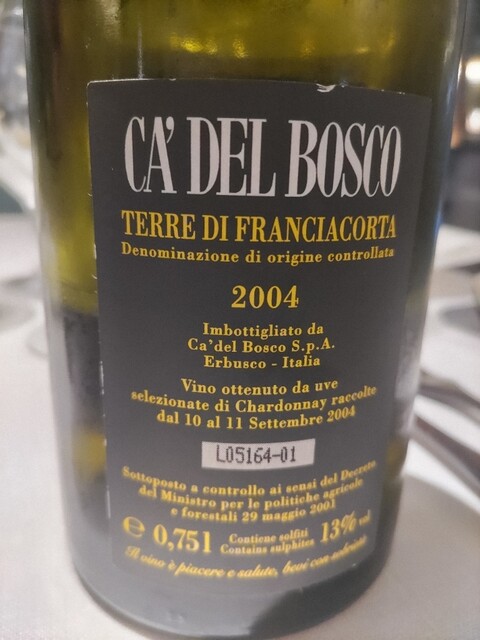 CA' DEL BOSCO
TERRE DI FRANCIACORTA
Denominazione di origine controllata
2004
Imbottigliato da
Ca'del Bosco S.p.A.
Erbusco - Italia
Vino ottenuto da uve
selezionate di Chardonnay raccolte
dal 10 al 11 Settembre 2004
L05164-01
Sottoposto a controllo ai sensi del Decreto
del Ministro per le politiche agricole
e forestali 29 maggio 2001
℮ 0,75l Contiene solfiti 13% vol
Contains sulphites
Il vino è piacere e salute, bevi con sobrietà